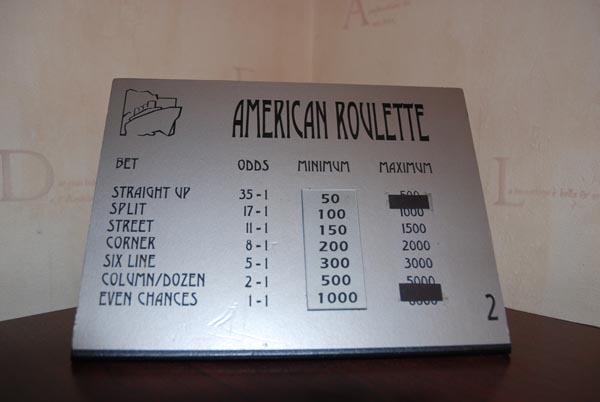 AMERICAN ROULETTE
BET ODDS MINIMUM MAXIMUM
STRAIGHT UP 35-1 50
SPLIT 17-1 100 1000
STREET 11-1 150 1500
CORNER 8-1 200 2000
SIX LINE 5-1 300 3000
COLUMN/DOZEN 2-1 500 5000
EVEN CHANCES 1-1 1000
2
D
L